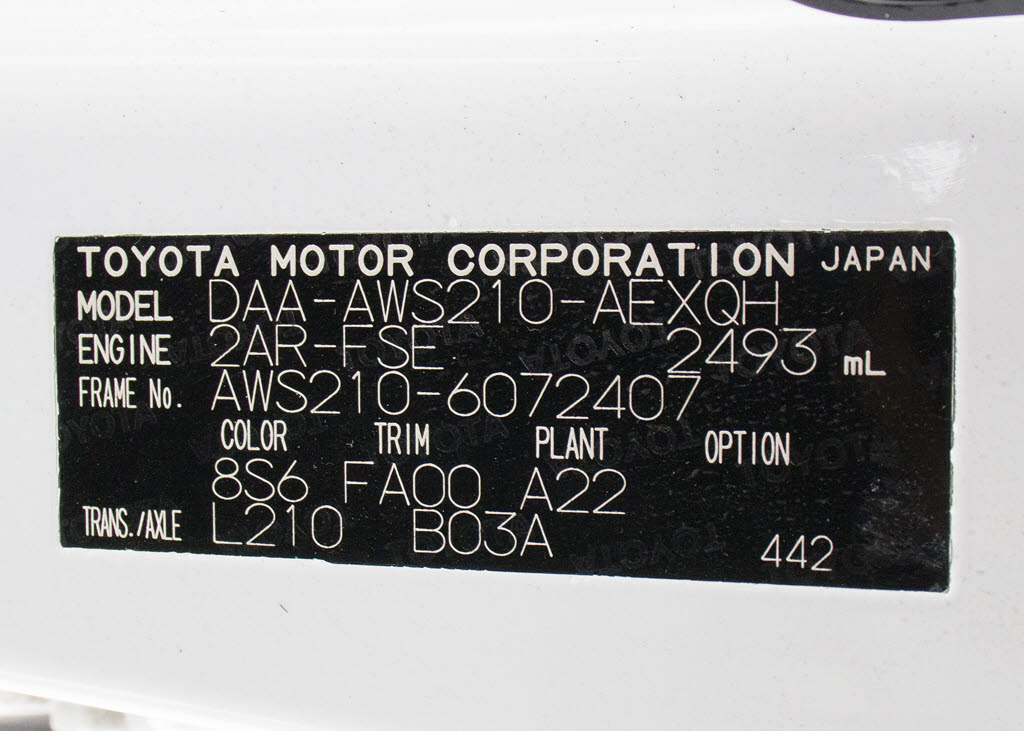 TOYOTA MOTOR CORPORATION JAPAN
MODEL DAA-AWS210-AEXQH
ENGINE 2AR-FSE 2493 mL
FRAME No. AWS210-6072407
COLOR TRIM PLANT OPTION
8S6 FA00 A22
TRANS./AXLE L210 B03A 442